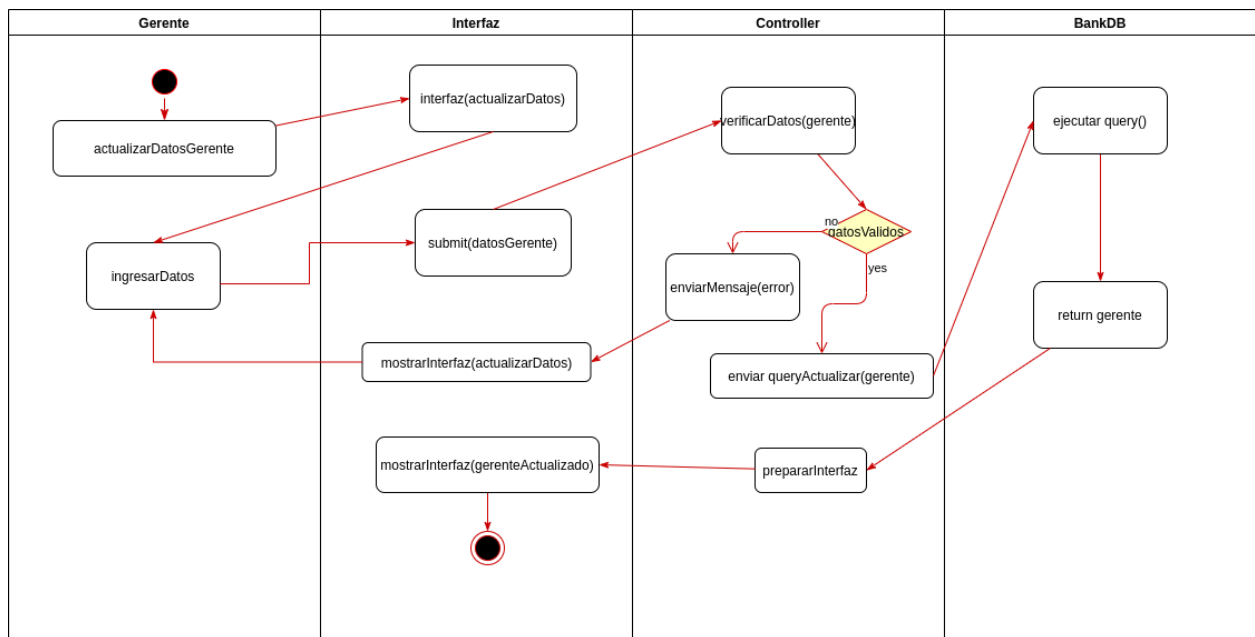 Gerente
Interfaz
Controller
BankDB
interfaz(actualizarDatos)
verificarDatos(gerente)
ejecutar query()
actualizarDatosGerente
no
datosValidos
submit(datosGerente)
yes
ingresarDatos
enviarMensaje(error)
return gerente
mostrarInterfaz(actualizarDatos)
enviar queryActualizar(gerente)
mostrarInterfaz(gerenteActualizado)
prepararInterfaz